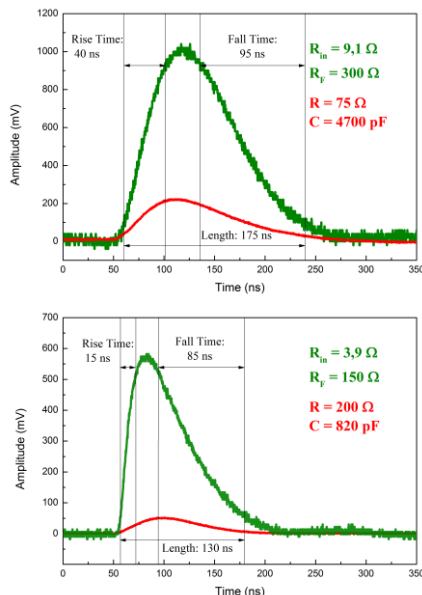 1200
1000
800
600
400
200
0
Amplitude (mV)
Rise Time:
40 ns
Fall Time:
95 ns
R_in = 9,1 Ω
R_F = 300 Ω
R = 75 Ω
C = 4700 pF
Length: 175 ns
0 50 100 150 200 250 300 350
Time (ns)
700
600
500
400
300
200
100
0
Amplitude (mV)
Rise Time:
15 ns
Fall Time:
85 ns
R_in = 3,9 Ω
R_F = 150 Ω
R = 200 Ω
C = 820 pF
Length: 130 ns
0 50 100 150 200 250 300 350
Time (ns)